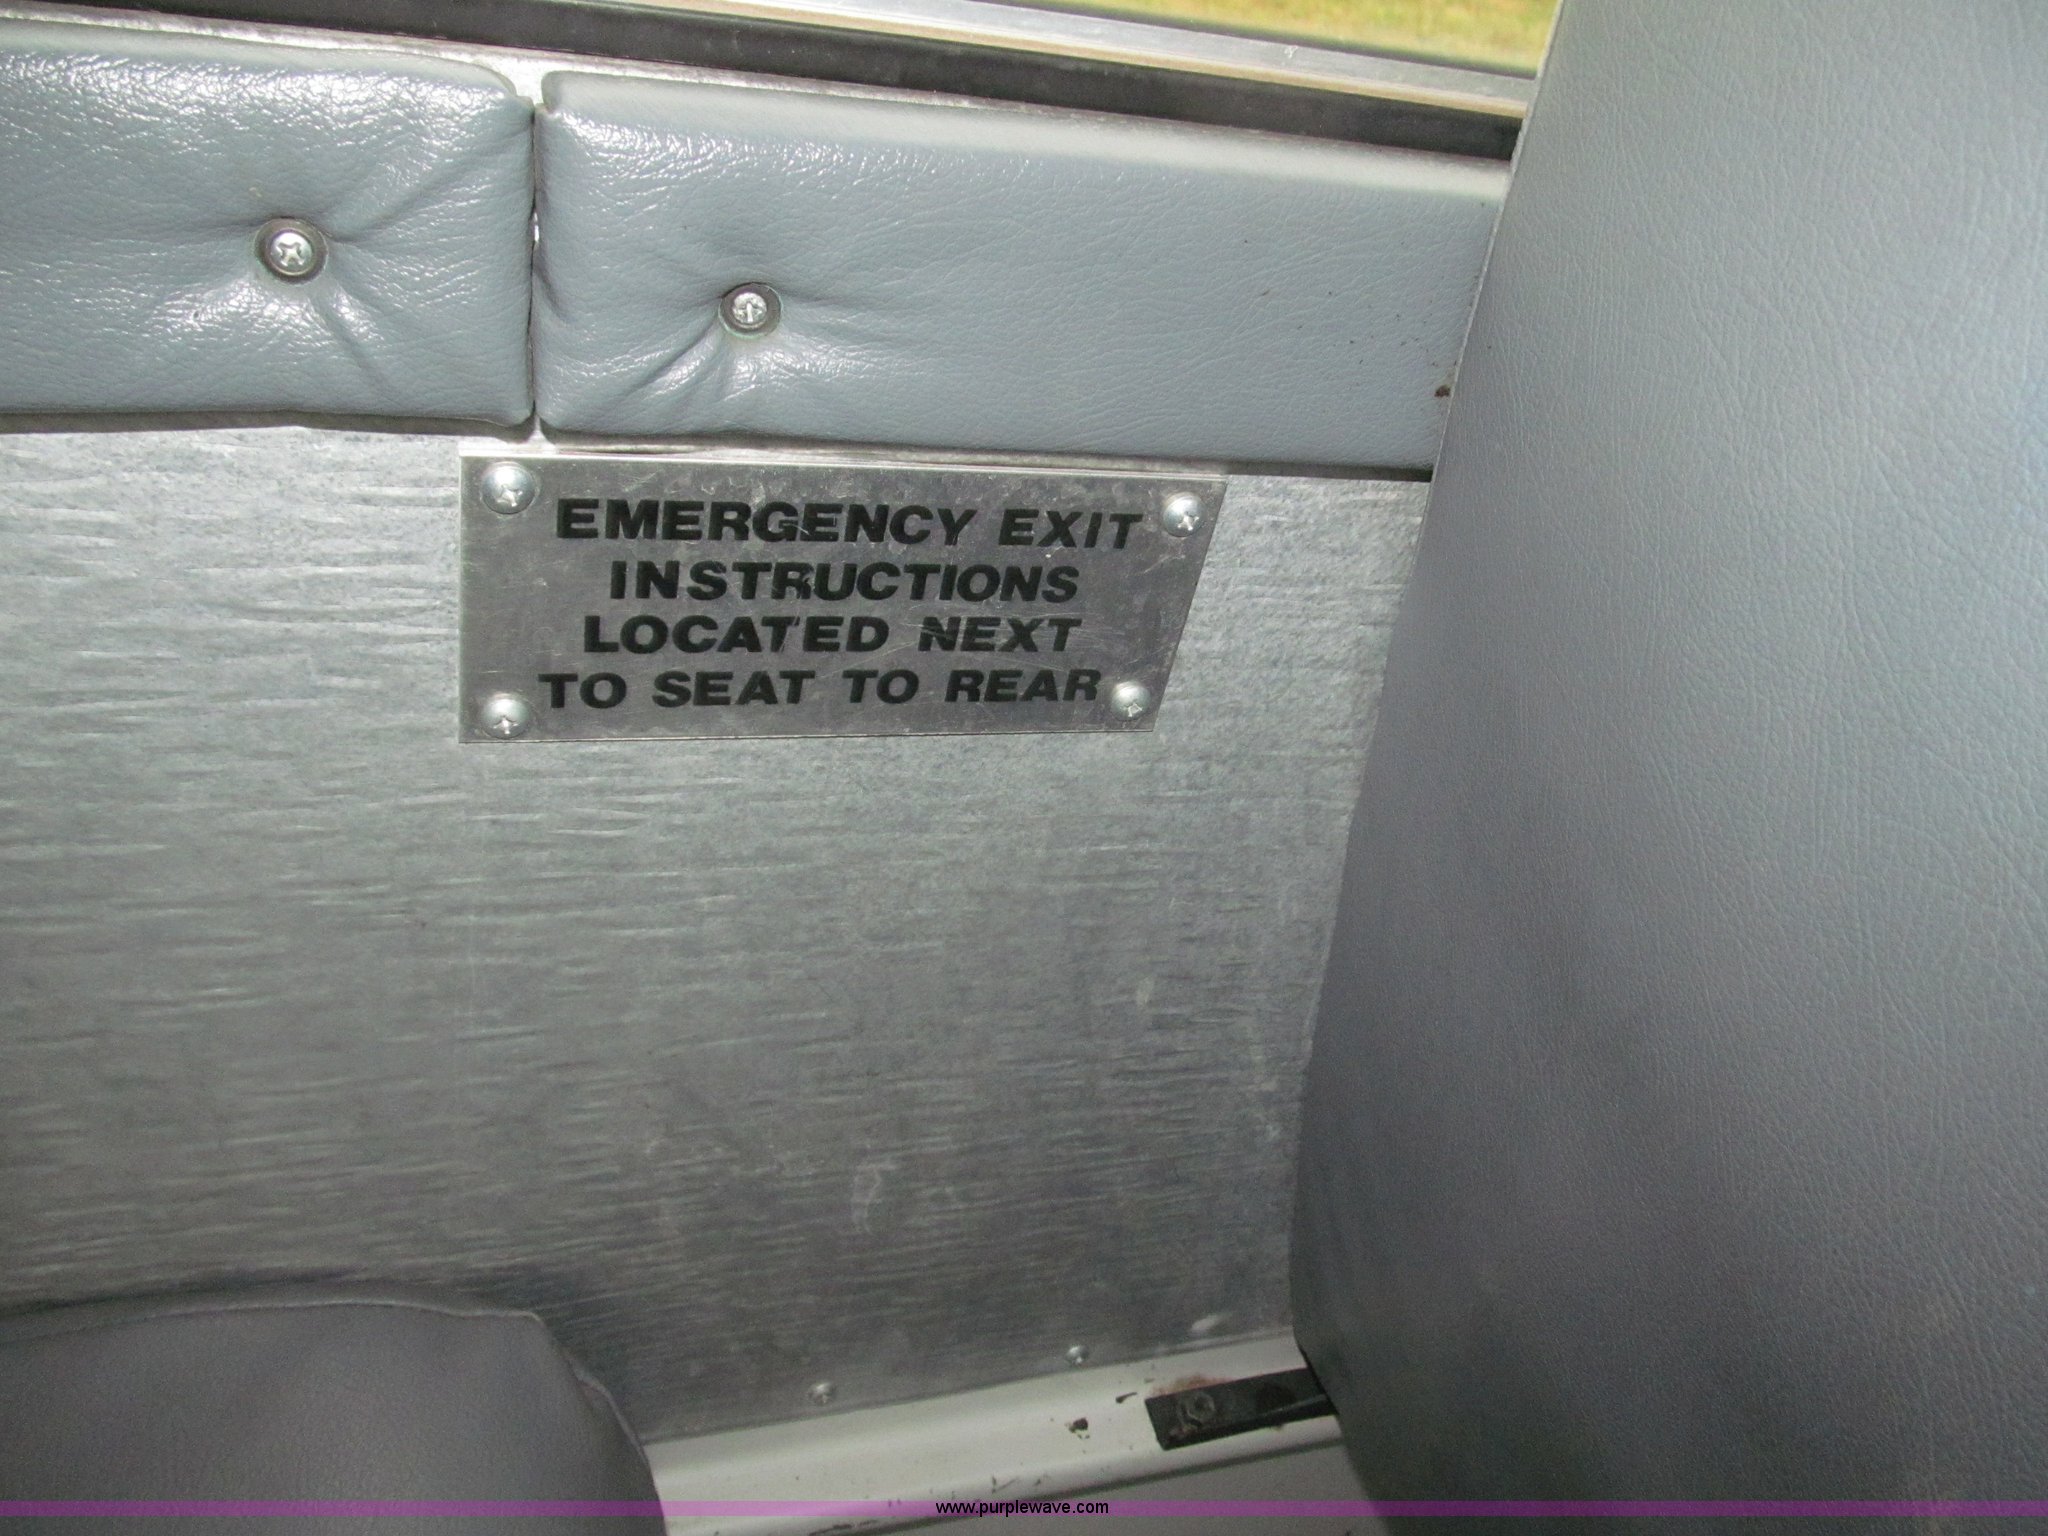 EMERGENCY EXIT
INSTRUCTIONS
LOCATED NEXT
TO SEAT TO REAR
www.purplewave.com